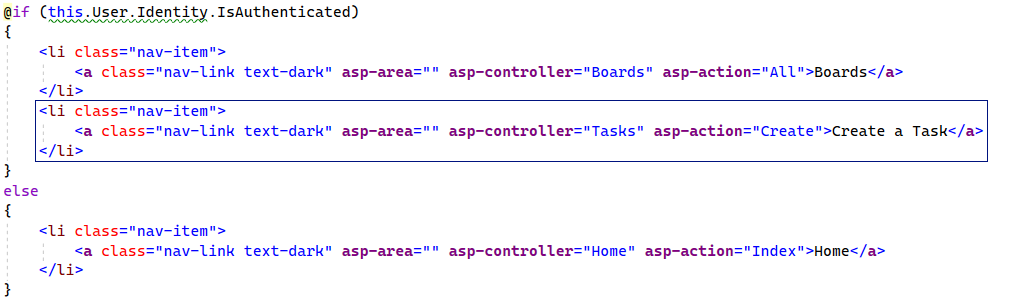 @if (this.User.Identity.IsAuthenticated)
{
    <li class="nav-item">
        <a class="nav-link text-dark" asp-area="" asp-controller="Boards" asp-action="All">Boards</a>
    </li>
    <li class="nav-item">
        <a class="nav-link text-dark" asp-area="" asp-controller="Tasks" asp-action="Create">Create a Task</a>
    </li>
}
else
{
    <li class="nav-item">
        <a class="nav-link text-dark" asp-area="" asp-controller="Home" asp-action="Index">Home</a>
    </li>
}